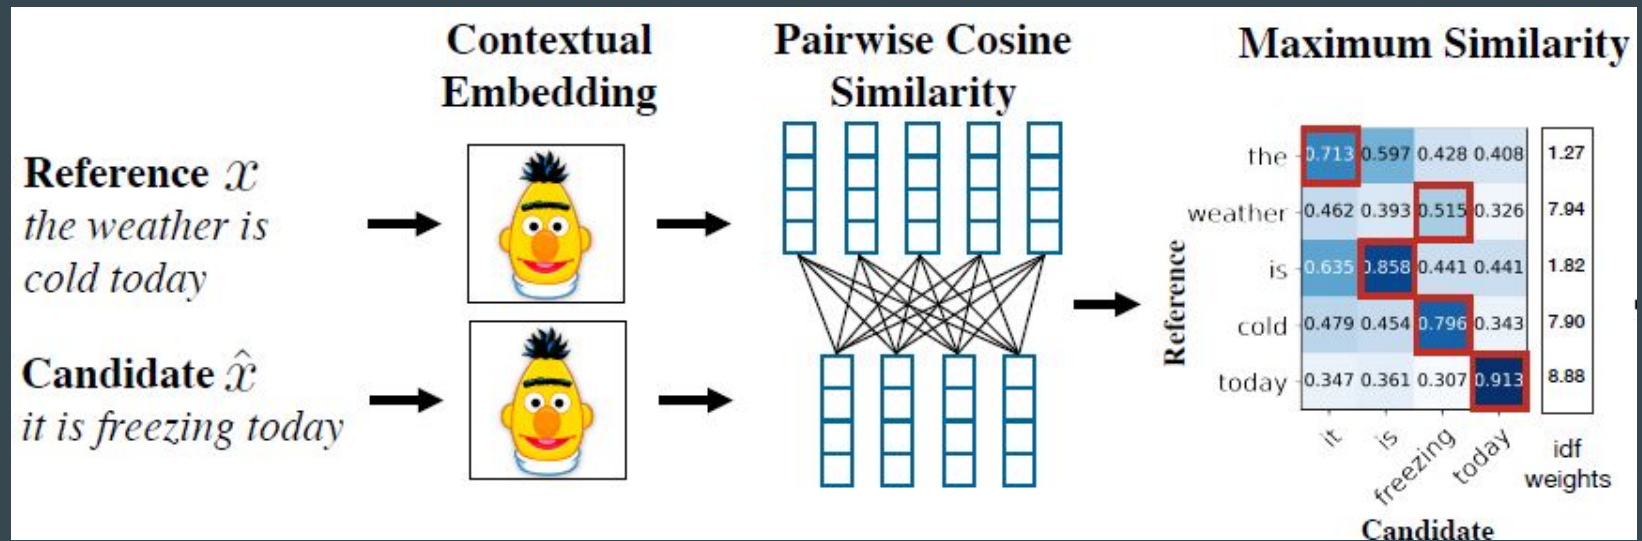 Contextual
Embedding
Pairwise Cosine
Similarity
Maximum Similarity
Reference x
the weather is
cold today
Candidate x̂
it is freezing today
Reference
the 0.713 0.597 0.428 0.408 1.27
weather 0.462 0.393 0.515 0.326 7.94
is 0.635 0.858 0.441 0.441 1.82
cold 0.479 0.454 0.796 0.343 7.90
today 0.347 0.361 0.307 0.913 8.88
it is freezing today
idf
weights
Candidate